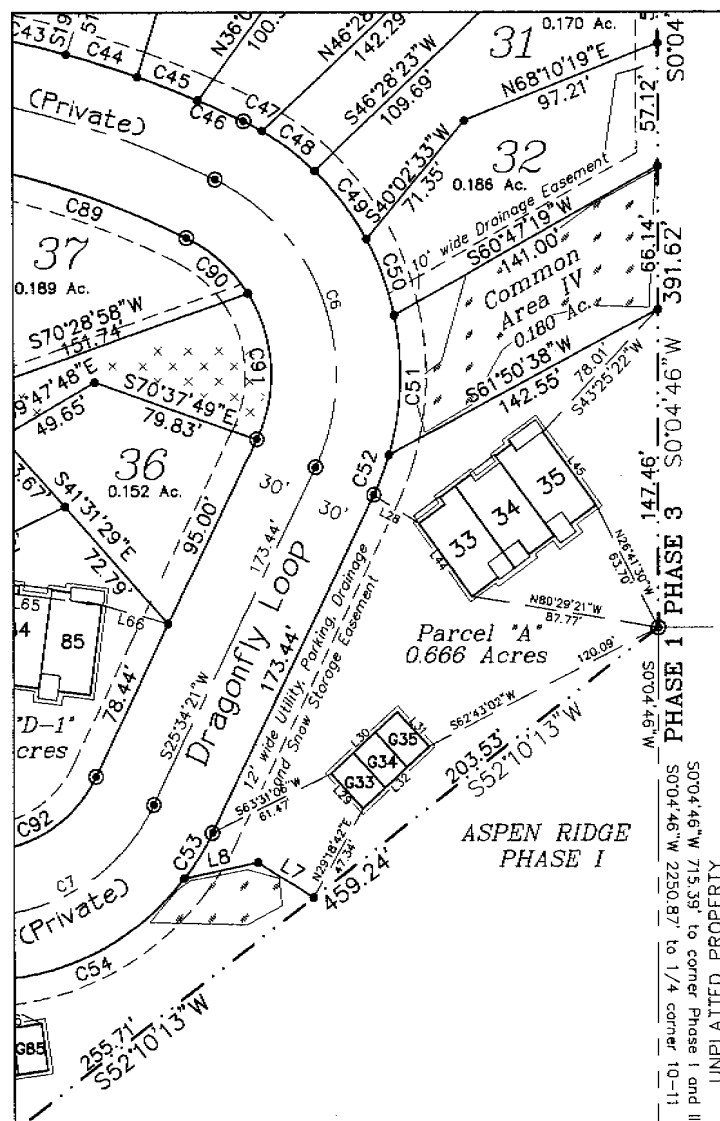 C43
S19
C44
C45
C46
C47
C48
C49
C50
C51
C52
C53
C54
N46°28'
142.29
S46°28'23"W
109.69'
31
0.170 Ac.
N68°10'19"E
97.21'
S0°04'
57.12'
(Private)
S40°02'33"W
71.35'
32
0.186 Ac.
10' wide Drainage Easement
S60°47'19"W
141.00'
66.14'
391.62'
C89
C90
C91
C6
37
0.189 Ac.
S70°28'58"W
151.74'
Common
Area IV
0.180 Ac.
S61°50'38"W
142.55'
78.01'
S43°25'22"W
S0°04'46"W
9°47'48"E
49.65'
S70°37'49"E
79.83'
36
0.152 Ac.
3.67'
S41°31'29"E
72.79'
95.00'
30'
30'
173.44'
L28
33
34
35
L44
L45
147.46'
N26°41'30"W
63.70'
N80°29'21"W
87.77'
Parcel "A"
0.666 Acres
PHASE 1
PHASE 3
L65
L66
85
"D-1"
cres
78.44'
S25°34'21"W
Dragonfly Loop
173.44'
12' wide Utility, Parking, Drainage
and Snow Storage Easement
120.09'
S62°43'02"W
203.53'
S52°10'13"W
S0°04'46"W
L30
G35
G34
G33
L29
L32
S63°31'06"W
61.47'
N29°18'42"E
47.34'
C92
C7
L8
L7
459.24'
ASPEN RIDGE
PHASE I
(Private)
G85
255.71'
S52°10'13"W
S0°04'46"W 715.39' to corner Phase I and II
S0°04'46"W 2250.87' to 1/4 corner 10-11
UNPLATTED PROPERTY